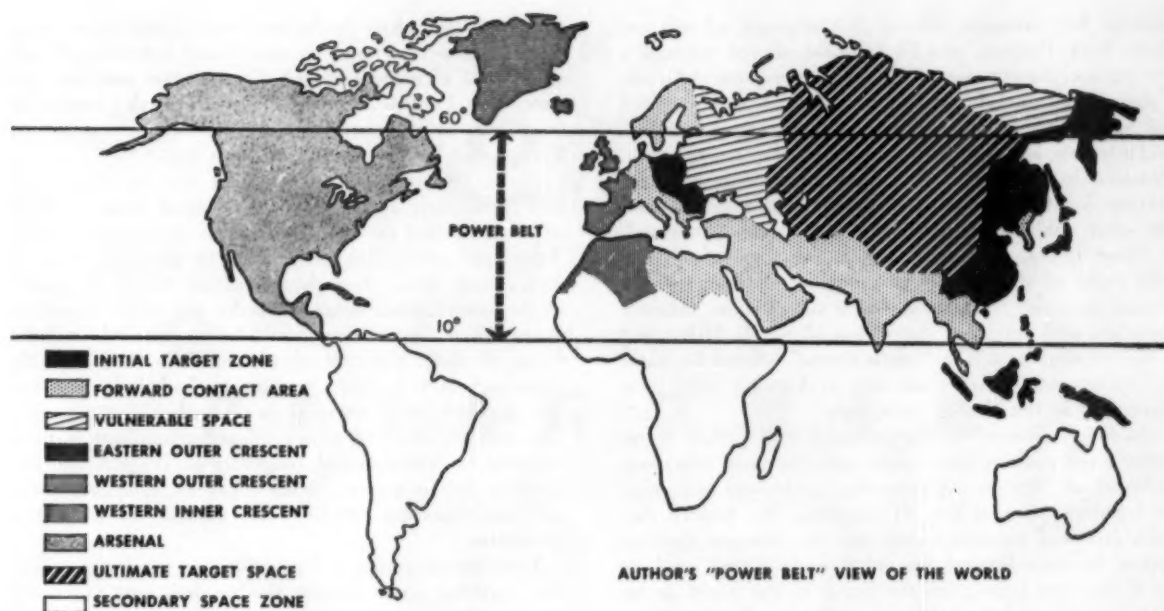 60°
POWER BELT
10°
INITIAL TARGET ZONE
FORWARD CONTACT AREA
VULNERABLE SPACE
EASTERN OUTER CRESCENT
WESTERN OUTER CRESCENT
WESTERN INNER CRESCENT
ARSENAL
ULTIMATE TARGET SPACE
SECONDARY SPACE ZONE
AUTHOR'S "POWER BELT" VIEW OF THE WORLD